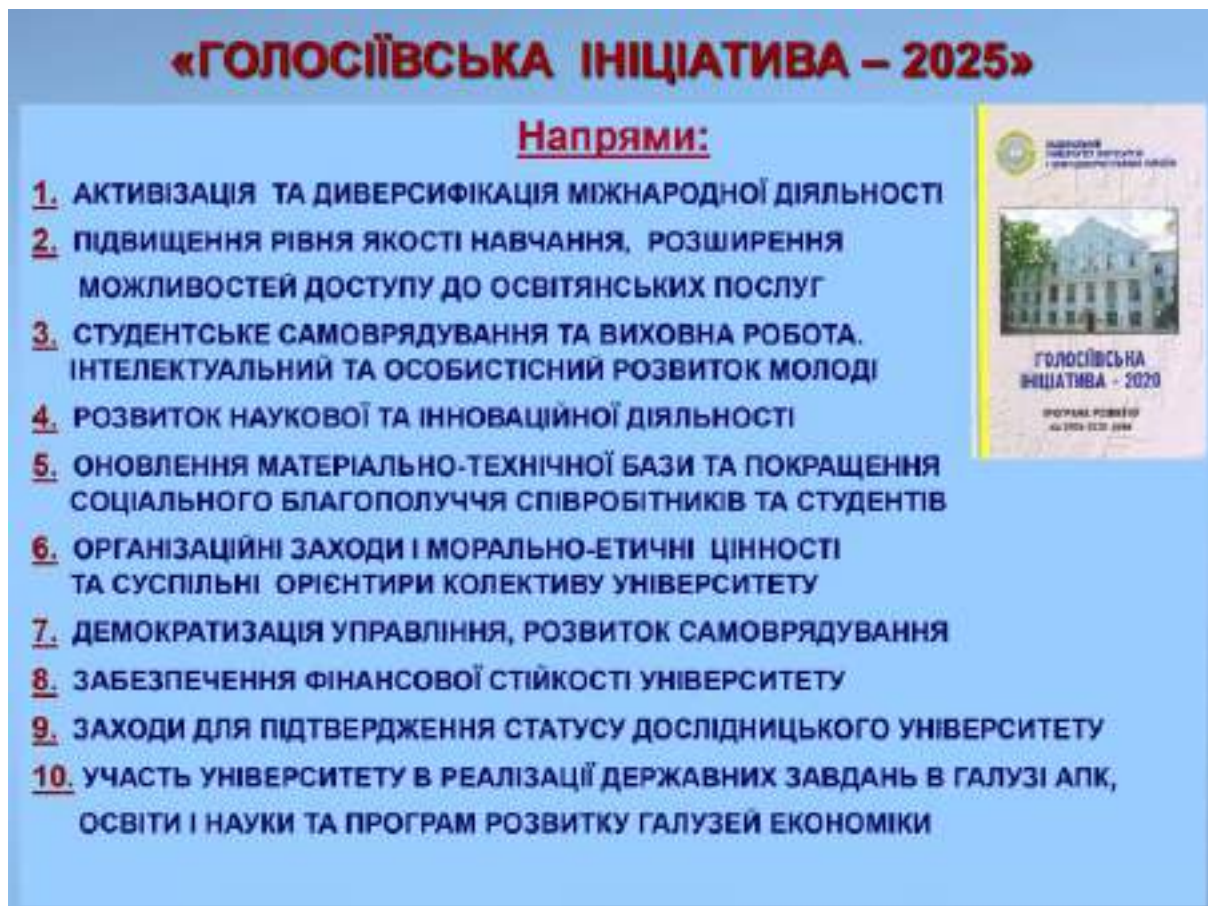 «ГОЛОСІЇВСЬКА ІНІЦІАТИВА – 2025»
Напрями:
1. АКТИВІЗАЦІЯ ТА ДИВЕРСИФІКАЦІЯ МІЖНАРОДНОЇ ДІЯЛЬНОСТІ
2. ПІДВИЩЕННЯ РІВНЯ ЯКОСТІ НАВЧАННЯ, РОЗШИРЕННЯ
МОЖЛИВОСТЕЙ ДОСТУПУ ДО ОСВІТЯНСЬКИХ ПОСЛУГ
3. СТУДЕНТСЬКЕ САМОВРЯДУВАННЯ ТА ВИХОВНА РОБОТА.
ІНТЕЛЕКТУАЛЬНИЙ ТА ОСОБИСТІСНИЙ РОЗВИТОК МОЛОДІ
4. РОЗВИТОК НАУКОВОЇ ТА ІННОВАЦІЙНОЇ ДІЯЛЬНОСТІ
5. ОНОВЛЕННЯ МАТЕРІАЛЬНО-ТЕХНІЧНОЇ БАЗИ ТА ПОКРАЩЕННЯ
СОЦІАЛЬНОГО БЛАГОПОЛУЧЧЯ СПІВРОБІТНИКІВ ТА СТУДЕНТІВ
6. ОРГАНІЗАЦІЙНІ ЗАХОДИ І МОРАЛЬНО-ЕТИЧНІ ЦІННОСТІ
ТА СУСПІЛЬНІ ОРІЄНТИРИ КОЛЕКТИВУ УНІВЕРСИТЕТУ
7. ДЕМОКРАТИЗАЦІЯ УПРАВЛІННЯ, РОЗВИТОК САМОВРЯДУВАННЯ
8. ЗАБЕЗПЕЧЕННЯ ФІНАНСОВОЇ СТІЙКОСТІ УНІВЕРСИТЕТУ
9. ЗАХОДИ ДЛЯ ПІДТВЕРДЖЕННЯ СТАТУСУ ДОСЛІДНИЦЬКОГО УНІВЕРСИТЕТУ
10. УЧАСТЬ УНІВЕРСИТЕТУ В РЕАЛІЗАЦІЇ ДЕРЖАВНИХ ЗАВДАНЬ В ГАЛУЗІ АПК,
ОСВІТИ І НАУКИ ТА ПРОГРАМ РОЗВИТКУ ГАЛУЗЕЙ ЕКОНОМІКИ
ГОЛОСІЇВСЬКА
ІНІЦІАТИВА - 2020